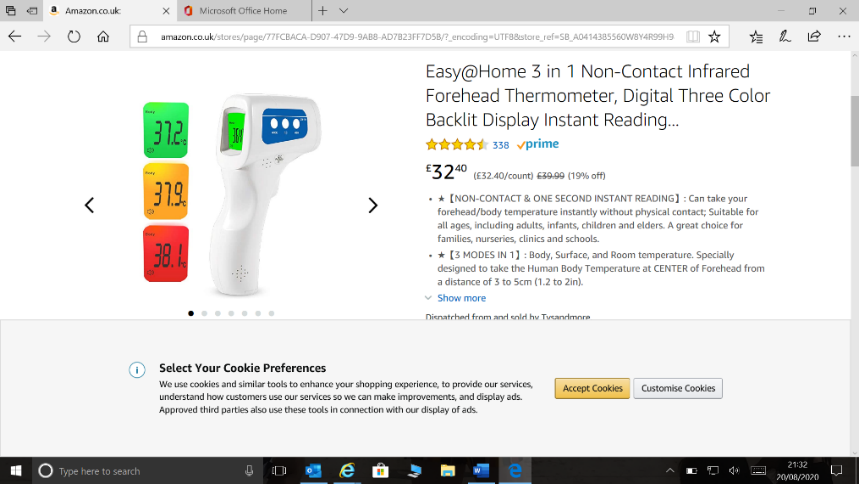 Amazon.co.uk:
Microsoft Office Home
amazon.co.uk/stores/page/77FCBACA-D907-47D9-9AB8-AD7B23FF7D5B/?_encoding=UTF8&store_ref=SB_A0414385560W8Y4R99H9
Easy@Home 3 in 1 Non-Contact Infrared
Forehead Thermometer, Digital Three Color
Backlit Display Instant Reading...
338 prime
£32⁴⁰ (£32.40/count) £39.99 (19% off)
37.2
37.9
38.1
• ★【NON-CONTACT & ONE SECOND INSTANT READING】: Can take your
forehead/body temperature instantly without physical contact; Suitable for
all ages, including adults, infants, children and elders. A great choice for
families, nurseries, clinics and schools.
• ★【3 MODES IN 1】: Body, Surface, and Room temperature. Specially
designed to take the Human Body Temperature at CENTER of Forehead from
a distance of 3 to 5cm (1.2 to 2in).
Show more
Dispatched from and sold by Tysandmore
Select Your Cookie Preferences
We use cookies and similar tools to enhance your shopping experience, to provide our services,
understand how customers use our services so we can make improvements, and display ads.
Approved third parties also use these tools in connection with our display of ads.
Accept Cookies
Customise Cookies
Type here to search
21:32
20/08/2020